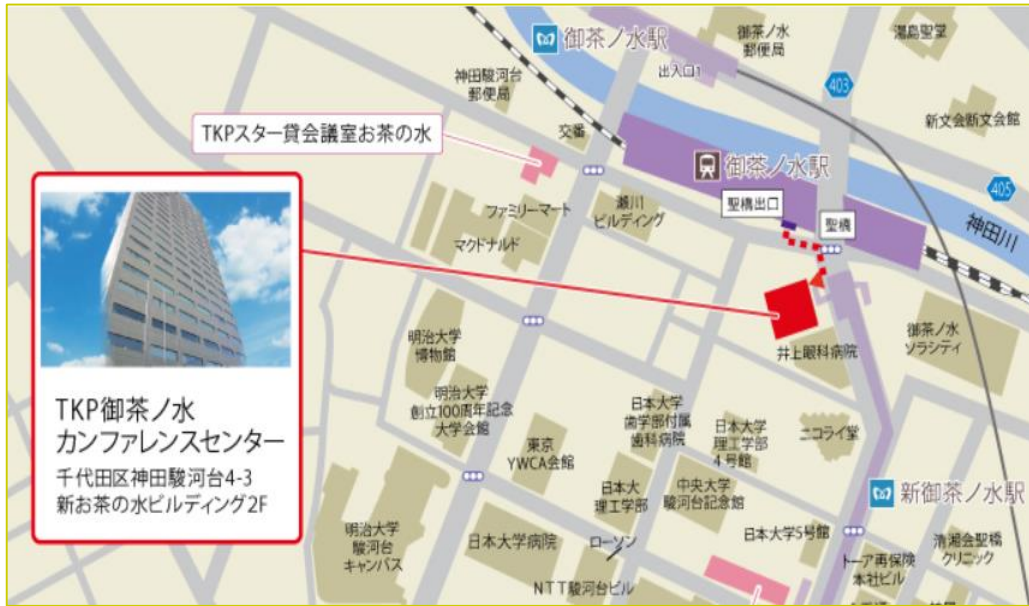 御茶ノ水駅
御茶ノ水
郵便局
湯島聖堂
出入口1
403
神田駿河台
郵便局
TKPスター貸会議室お茶の水
交番
新文会断文会館
御茶ノ水駅
405
聖橋出口
聖橋
神田川
ファミリーマート
瀬川
ビルディング
マクドナルド
明治大学
博物館
井上眼科病院
御茶ノ水
ソラシティ
TKP御茶ノ水
カンファレンスセンター
千代田区神田駿河台4-3
新お茶の水ビルディング2F
明治大学
創立100周年記念
大学会館
東京
YWCA会館
日本大学
歯学部付属
歯科病院
日本大学
理工学部
4号館
ニコライ堂
日本大
理工学部
中央大学
駿河台記念館
新御茶ノ水駅
明治大学
駿河台
キャンパス
日本大学病院
ローソン
日本大学5号館
NTT駿河台ビル
トーア再保険
本社ビル
清湘会聖橋
クリニック